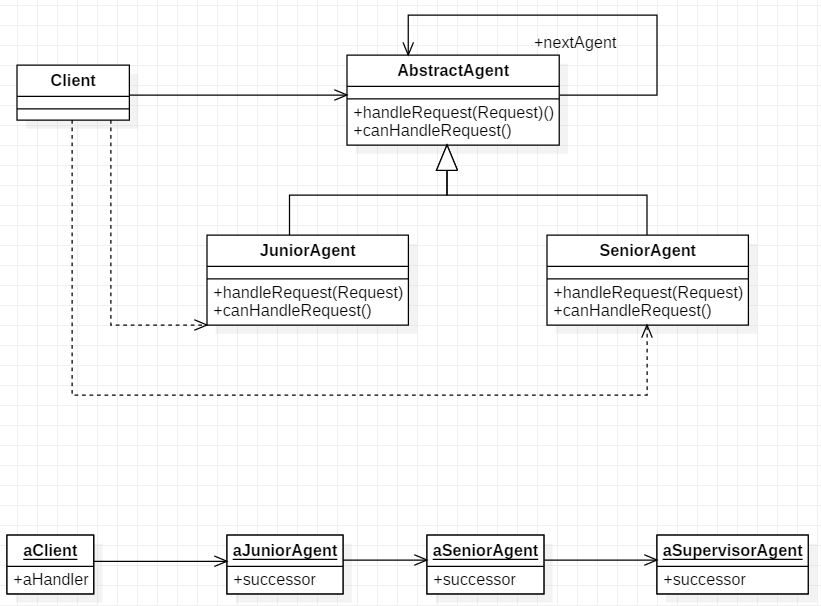 +nextAgent
Client
AbstractAgent
+handleRequest(Request)()
+canHandleRequest()
JuniorAgent
+handleRequest(Request)
+canHandleRequest()
SeniorAgent
+handleRequest(Request)
+canHandleRequest()
aClient
+aHandler
aJuniorAgent
+successor
aSeniorAgent
+successor
aSupervisorAgent
+successor